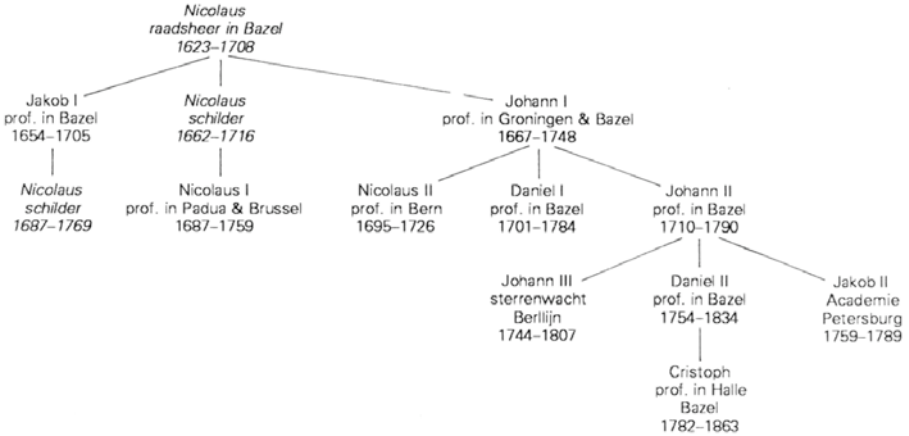 Nicolaus
raadsheer in Bazel
1623–1708
Jakob I
prof. in Bazel
1654–1705
Nicolaus
schilder
1662–1716
Johann I
prof. in Groningen & Bazel
1667–1748
Nicolaus
schilder
1687–1769
Nicolaus I
prof. in Padua & Brussel
1687–1759
Nicolaus II
prof. in Bern
1695–1726
Daniel I
prof. in Bazel
1701–1784
Johann II
prof. in Bazel
1710–1790
Johann III
sterrenwacht
Berllijn
1744–1807
Daniel II
prof. in Bazel
1754–1834
Jakob II
Academie
Petersburg
1759–1789
Cristoph
prof. in Halle
Bazel
1782–1863